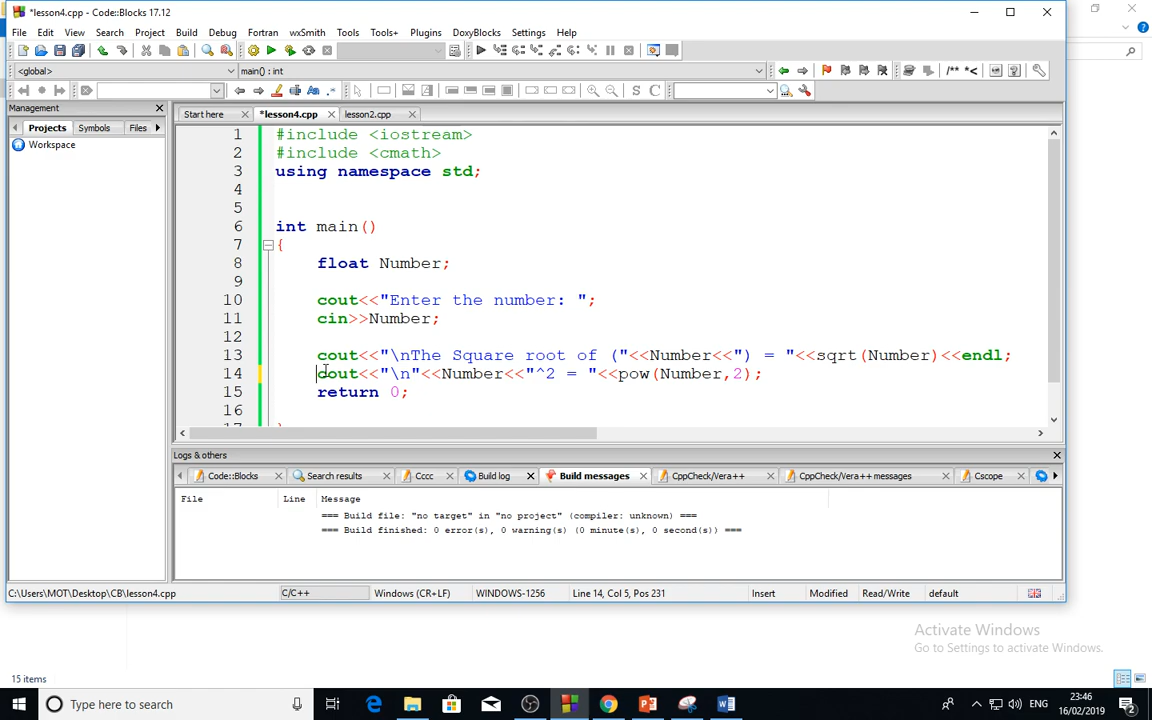 *lesson4.cpp - Code::Blocks 17.12
File Edit View Search Project Build Debug Fortran wxSmith Tools Tools+ Plugins DoxyBlocks Settings Help
<global> main() : int
Management
Projects Symbols Files
Workspace
Start here *lesson4.cpp lesson2.cpp
1 #include <iostream>
2 #include <cmath>
3 using namespace std;
4
5
6 int main()
7 {
8 float Number;
9
10 cout<<"Enter the number: ";
11 cin>>Number;
12
13 cout<<"\nThe Square root of ("<<Number<<") = "<<sqrt(Number)<<endl;
14 cout<<"\n"<<Number<<"^2 = "<<pow(Number,2);
15 return 0;
16
Logs & others
Code::Blocks Search results Cccc Build log Build messages CppCheck/Vera++ CppCheck/Vera++ messages Cscope
File Line Message
=== Build file: "no target" in "no project" (compiler: unknown) ===
=== Build finished: 0 error(s), 0 warning(s) (0 minute(s), 0 second(s)) ===
C:\Users\MOT\Desktop\CB\lesson4.cpp C/C++ Windows (CR+LF) WINDOWS-1256 Line 14, Col 5, Pos 231 Insert Modified Read/Write default
Activate Windows
Go to Settings to activate Windows.
15 items
Type here to search
ENG
23:46
16/02/2019
2